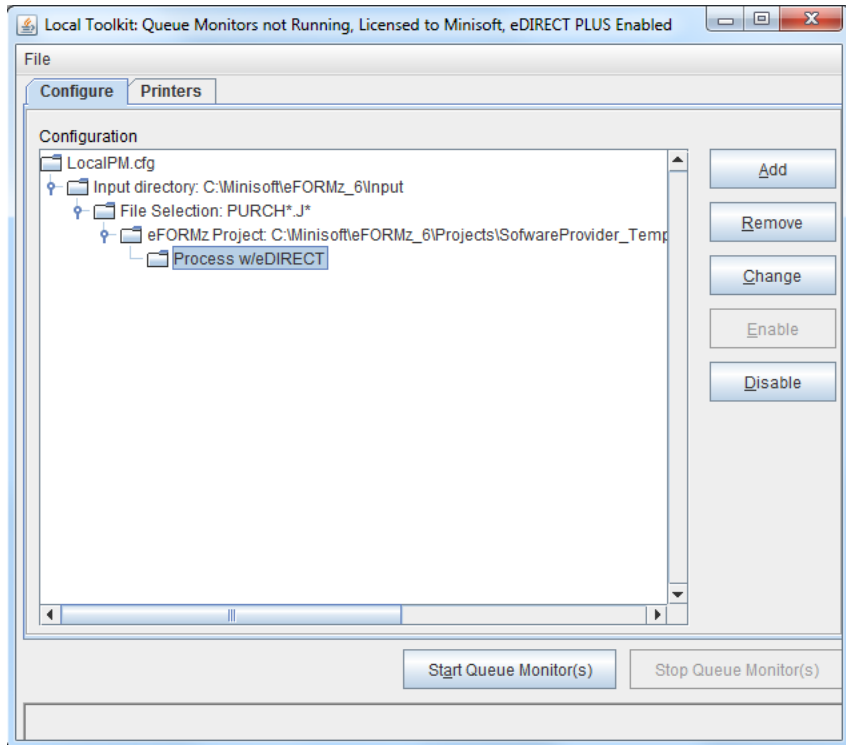 Local Toolkit: Queue Monitors not Running, Licensed to Minisoft, eDIRECT PLUS Enabled
File
Configure Printers
Configuration
LocalPM.cfg
Input directory: C:\Minisoft\eFORMz_6\Input
File Selection: PURCH*.J*
eFORMz Project: C:\Minisoft\eFORMz_6\Projects\SofwareProvider_Temp
Process w/eDIRECT
Add
Remove
Change
Enable
Disable
Start Queue Monitor(s) Stop Queue Monitor(s)